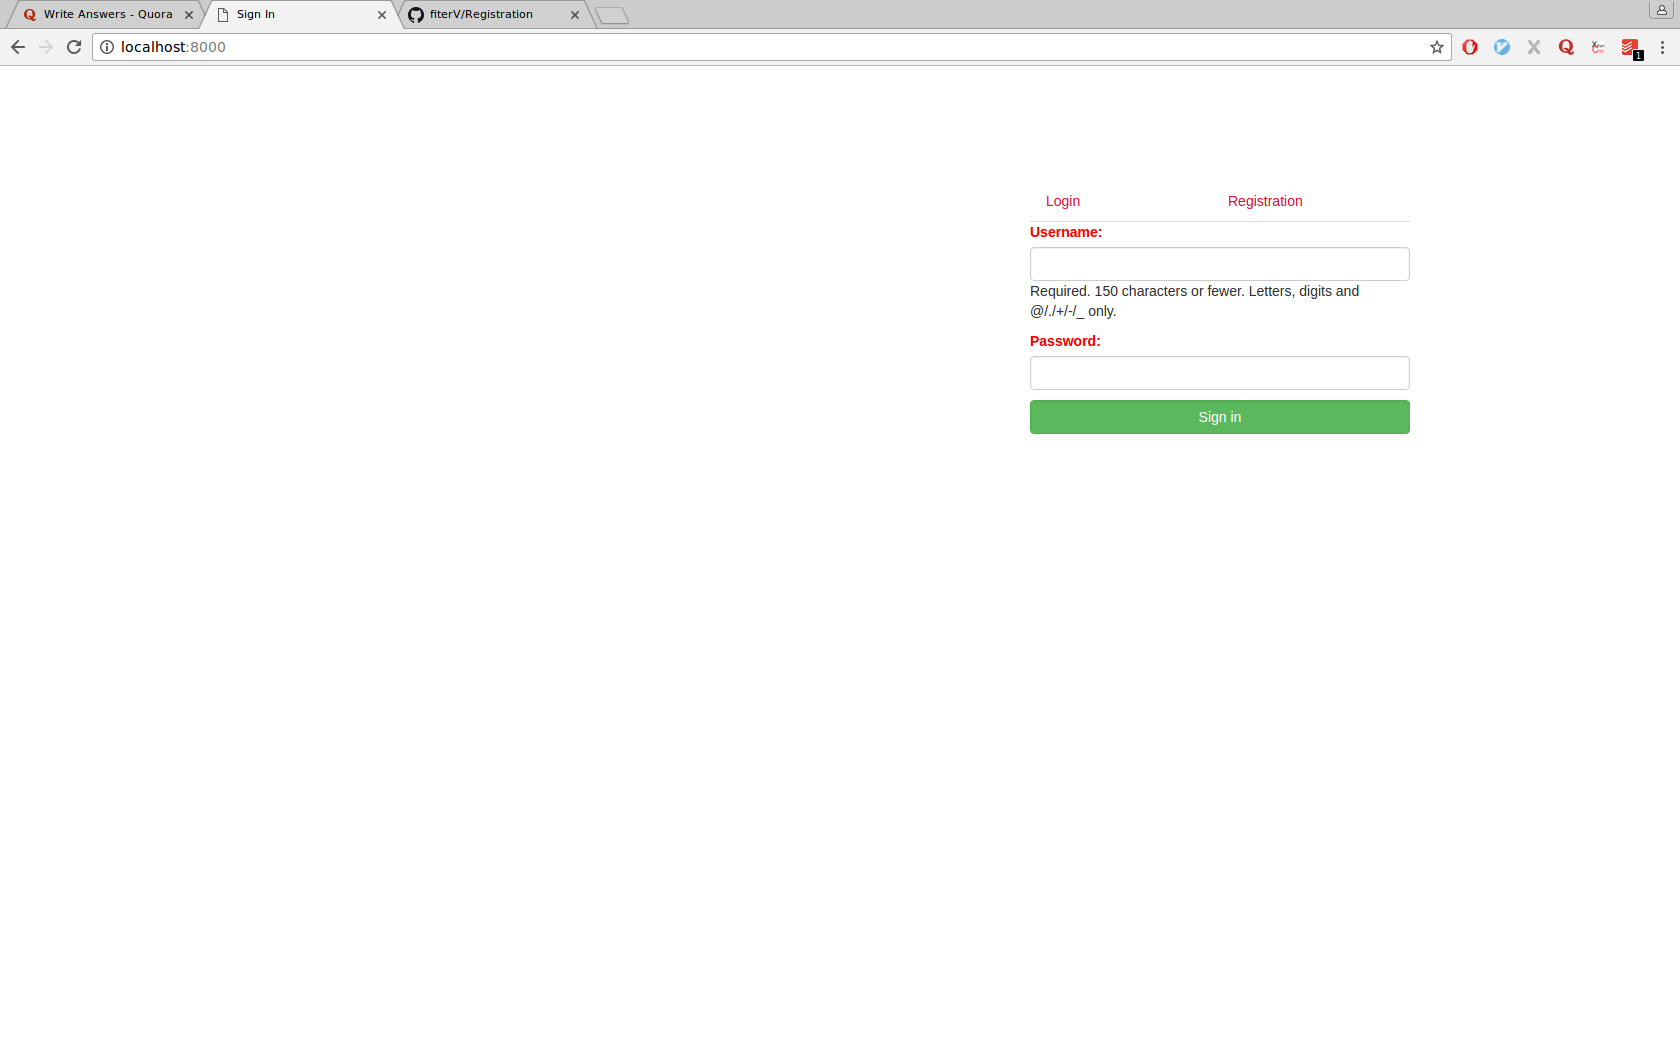 Write Answers - Quora
Sign In
fiterV/Registration
localhost:8000
1
Login
Registration
Username:
Required. 150 characters or fewer. Letters, digits and
@/./+/-/_ only.
Password:
Sign in